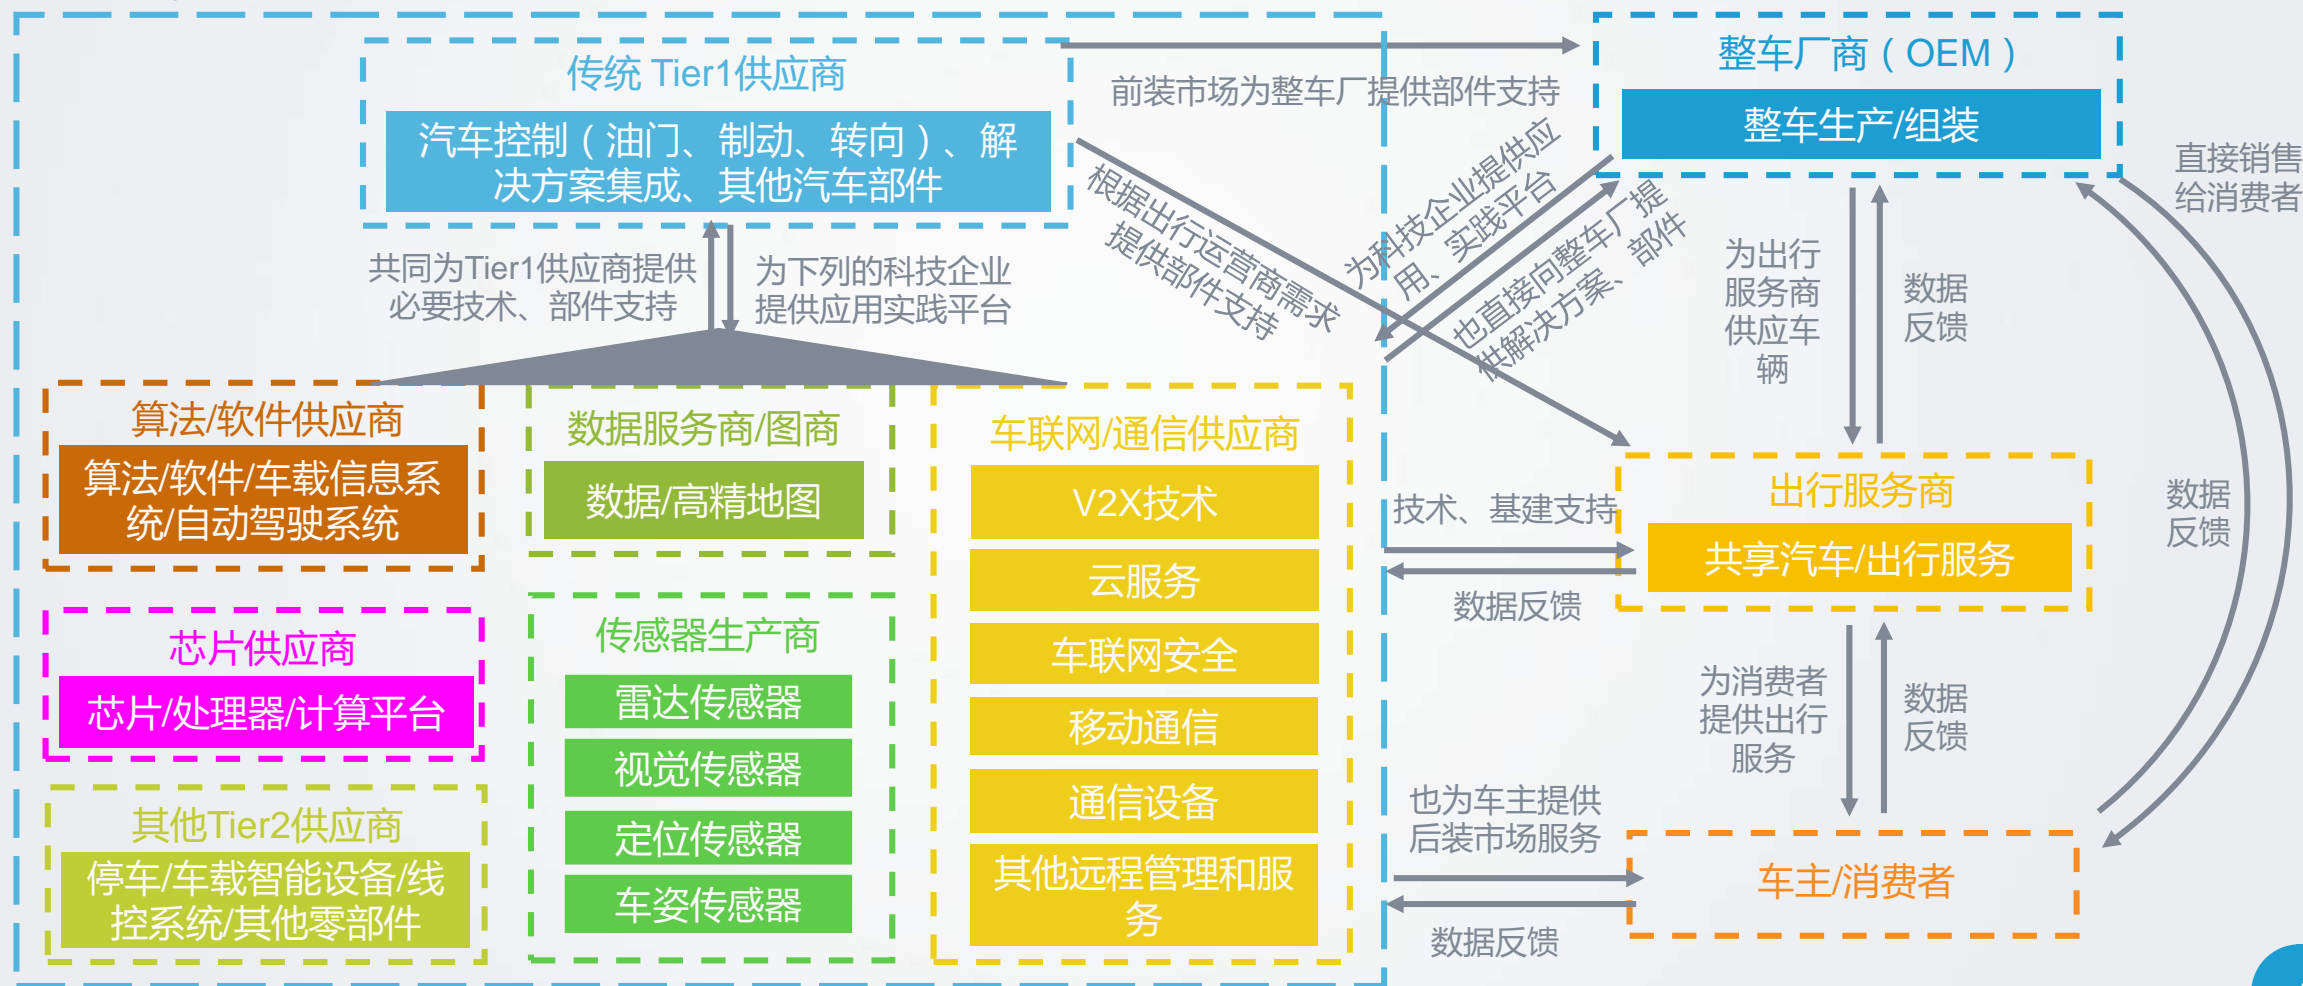 传统 Tier1供应商
汽车控制（油门、制动、转向）、解
决方案集成、其他汽车部件
前装市场为整车厂提供部件支持
整车厂商（OEM）
整车生产/组装
直接销售
给消费者
根据出行运营商需求
提供部件支持
为科技企业提供应
用、实践平台
也直接向整车厂提
供解决方案、部件
为出行
服务商
供应车
辆
数据
反馈
共同为Tier1供应商提供
必要技术、部件支持
为下列的科技企业
提供应用实践平台
算法/软件供应商
算法/软件/车载信息系
统/自动驾驶系统
数据服务商/图商
数据/高精地图
车联网/通信供应商
V2X技术
云服务
车联网安全
移动通信
通信设备
其他远程管理和服
务
芯片供应商
芯片/处理器/计算平台
传感器生产商
雷达传感器
视觉传感器
定位传感器
车姿传感器
其他Tier2供应商
停车/车载智能设备/线
控系统/其他零部件
技术、基建支持
数据反馈
出行服务商
共享汽车/出行服务
数据
反馈
为消费者
提供出行
服务
数据
反馈
也为车主提供
后装市场服务
数据反馈
车主/消费者